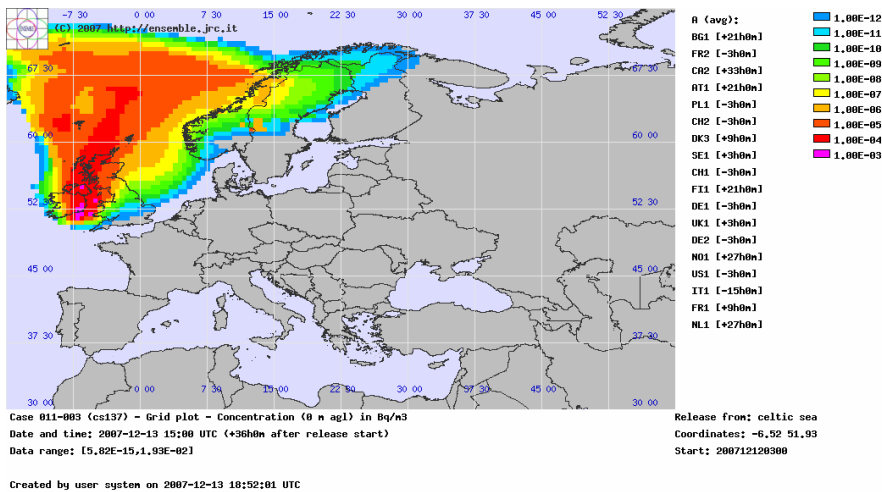 -7 30
0 00
7 30
15 00
22 30
30 00
37 30
45 00
52 30
(C) 2007 http://ensemble.jrc.it
67 30
67 30
60 00
60 00
52 30
52 30
45 00
45 00
37 30
37 30
30 00
0 00
7 30
15 00
22 30
30 00
37 30
45 00
30 00
A (avg):
BG1 [+21h0m]
FR2 [-3h0m]
CA2 [+33h0m]
AT1 [+21h0m]
PL1 [-3h0m]
CN2 [-3h0m]
DK3 [+9h0m]
SE1 [+3h0m]
CH1 [-3h0m]
FI1 [+21h0m]
DE1 [-3h0m]
UK1 [+3h0m]
DE2 [-3h0m]
NO1 [+27h0m]
US1 [-3h0m]
IT1 [-15h0m]
FR1 [+9h0m]
NL1 [+27h0m]
1.00E-12
1.00E-11
1.00E-10
1.00E-09
1.00E-08
1.00E-07
1.00E-06
1.00E-05
1.00E-04
1.00E-03
Case 011-003 (cs137) - Grid plot - Concentration (0 m agl) in Bq/m3
Date and time: 2007-12-13 15:00 UTC (+36h0m after release start)
Data range: [5.82E-15,1.93E-02]
Release from: celtic sea
Coordinates: -6.52 51.93
Start: 200712120300
Created by user system on 2007-12-13 18:52:01 UTC